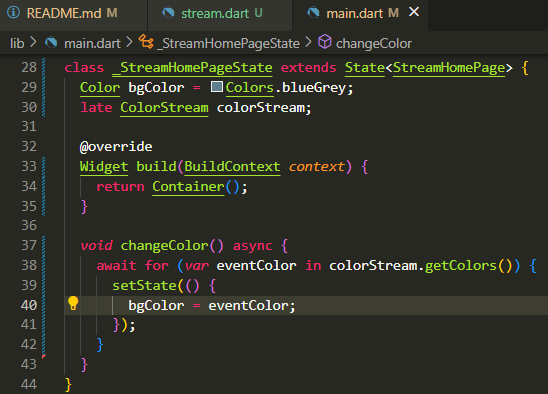 README.md M stream.dart U main.dart M
lib > main.dart > _StreamHomePageState > changeColor
28 class _StreamHomePageState extends State<StreamHomePage> {
29 Color bgColor = Colors.blueGrey;
30 late ColorStream colorStream;
31
32 @override
33 Widget build(BuildContext context) {
34 return Container();
35 }
36
37 void changeColor() async {
38 await for (var eventColor in colorStream.getColors()) {
39 setState(() {
40 bgColor = eventColor;
41 });
42 }
43 }
44 }